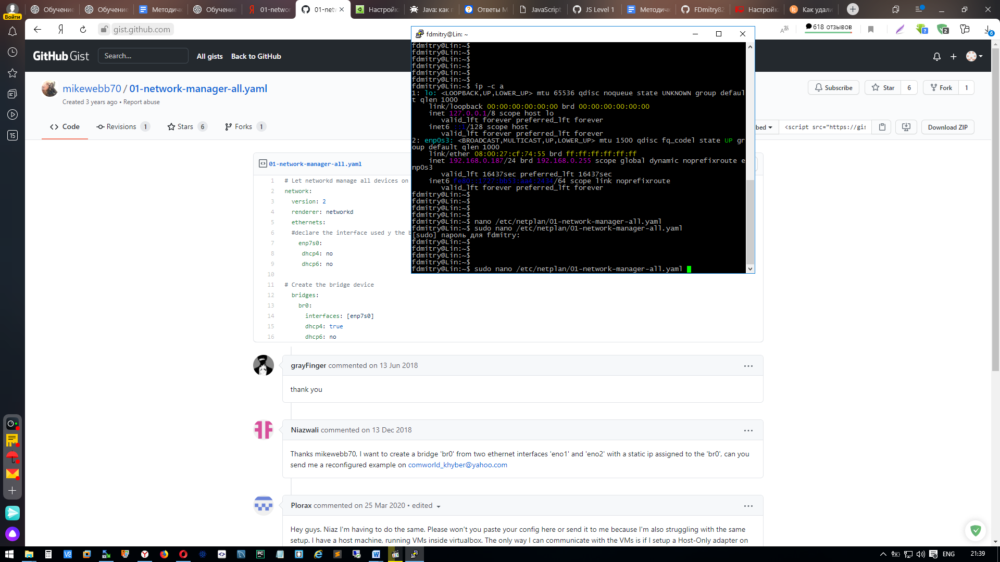 Войти
Обучение
Обучение
Методичк
Обучение
01-networ
01-netw
Настройка
Java: как п
Ответы М
JavaScript
JS Level 1
Методичк
FDmitry82
Настройка
Как удали
gist.github.com
618 отзывов
2
6
15
GitHub Gist
Search...
All gists
Back to GitHub
mikewebb70 / 01-network-manager-all.yaml
Created 3 years ago • Report abuse
Subscribe
Star 6
Fork 1
Code
Revisions 1
Stars 6
Forks 1
bed
<script src="https://gis
Download ZIP
01-network-manager-all.yaml
1 # Let networkd manage all devices on
2 network:
3 version: 2
4 renderer: networkd
5 ethernets:
6 #declare the interface used y the b
7 enp7s0:
8 dhcp4: no
9 dhcp6: no
10
11 # Create the bridge device
12 bridges:
13 br0:
14 interfaces: [enp7s0]
15 dhcp4: true
16 dhcp6: no
fdmitry@Lin: ~
fdmitry@Lin:~$
fdmitry@Lin:~$
fdmitry@Lin:~$
fdmitry@Lin:~$
fdmitry@Lin:~$
fdmitry@Lin:~$
fdmitry@Lin:~$ ip -c a
1: lo: <LOOPBACK,UP,LOWER_UP> mtu 65536 qdisc noqueue state UNKNOWN group defaul
t qlen 1000
link/loopback 00:00:00:00:00:00 brd 00:00:00:00:00:00
inet 127.0.0.1/8 scope host lo
valid_lft forever preferred_lft forever
inet6 ::1/128 scope host
valid_lft forever preferred_lft forever
2: enp0s3: <BROADCAST,MULTICAST,UP,LOWER_UP> mtu 1500 qdisc fq_codel state UP gr
oup default qlen 1000
link/ether 08:00:27:cf:74:55 brd ff:ff:ff:ff:ff:ff
inet 192.168.0.187/24 brd 192.168.0.255 scope global dynamic noprefixroute e
np0s3
valid_lft 16437sec preferred_lft 16437sec
inet6 fe80::1727:bb53:aa4:2434/64 scope link noprefixroute
valid_lft forever preferred_lft forever
fdmitry@Lin:~$
fdmitry@Lin:~$
fdmitry@Lin:~$
fdmitry@Lin:~$
fdmitry@Lin:~$ nano /etc/netplan/01-network-manager-all.yaml
fdmitry@Lin:~$ sudo nano /etc/netplan/01-network-manager-all.yaml
[sudo] пароль для fdmitry:
fdmitry@Lin:~$
fdmitry@Lin:~$
fdmitry@Lin:~$
fdmitry@Lin:~$
fdmitry@Lin:~$ sudo nano /etc/netplan/01-network-manager-all.yaml
grayFinger commented on 13 Jun 2018
thank you
Niazwali commented on 13 Dec 2018
Thanks mikewebb70, I want to create a bridge 'br0' from two ethernet interfaces 'eno1' and 'eno2' with a static ip assigned to the 'br0', can you
send me a reconfigured example on comworld_khyber@yahoo.com
Plorax commented on 25 Mar 2020 • edited
Hey guys. Niaz I'm having to do the same. Please won't you paste your config here or send it to me because I'm also struggling with the same
setup. I have a host machine, running VMs inside virtualbox. The only way I can communicate with the VMs is if I setup a Host-Only adapter on
ENG
21:39